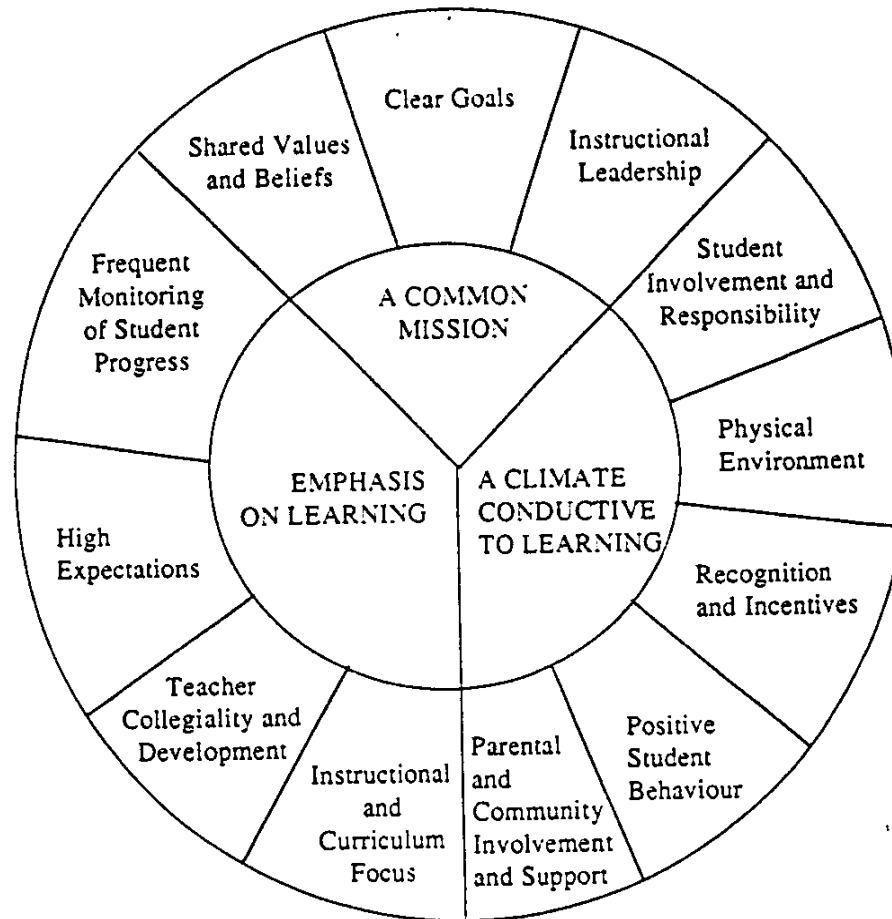 Clear Goals
Shared Values
and Beliefs
Instructional
Leadership
Frequent
Monitoring
of Student
Progress
A COMMON
MISSION
Student
Involvement and
Responsibility
Physical
Environment
EMPHASIS
ON LEARNING
A CLIMATE
CONDUCTIVE
TO LEARNING
High
Expectations
Recognition
and Incentives
Teacher
Collegiality and
Development
Instructional
and
Curriculum
Focus
Parental
and
Community
Involvement
and Support
Positive
Student
Behaviour